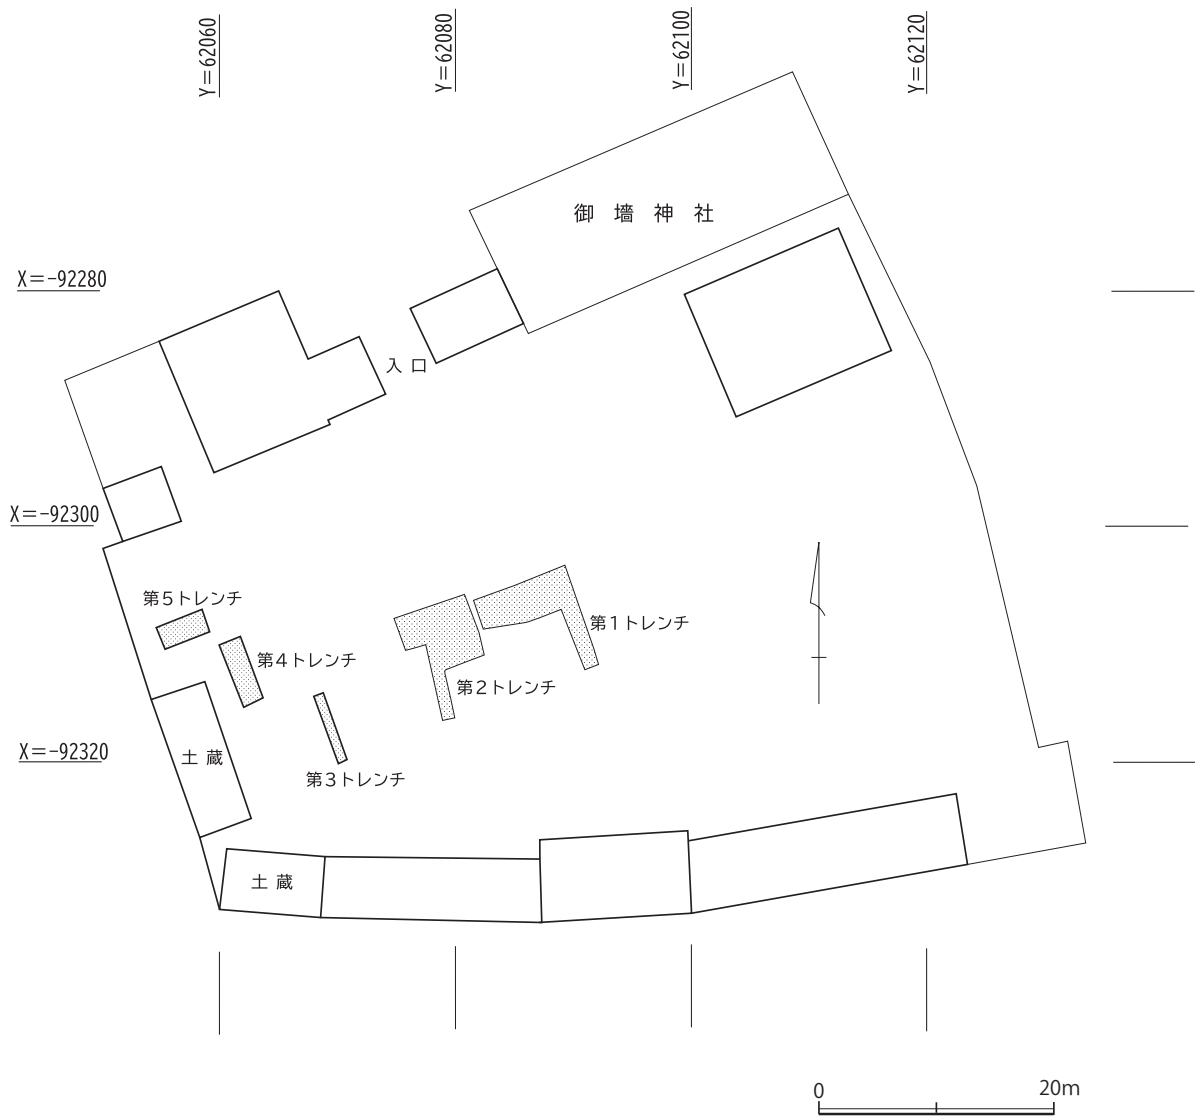 Y=62060
Y=62080
Y=62100
Y=62120
御墻神社
X=-92280
入口
X=-92300
第5トレンチ
第1トレンチ
第4トレンチ
第2トレンチ
X=-92320
土蔵
第3トレンチ
土蔵
0
20m